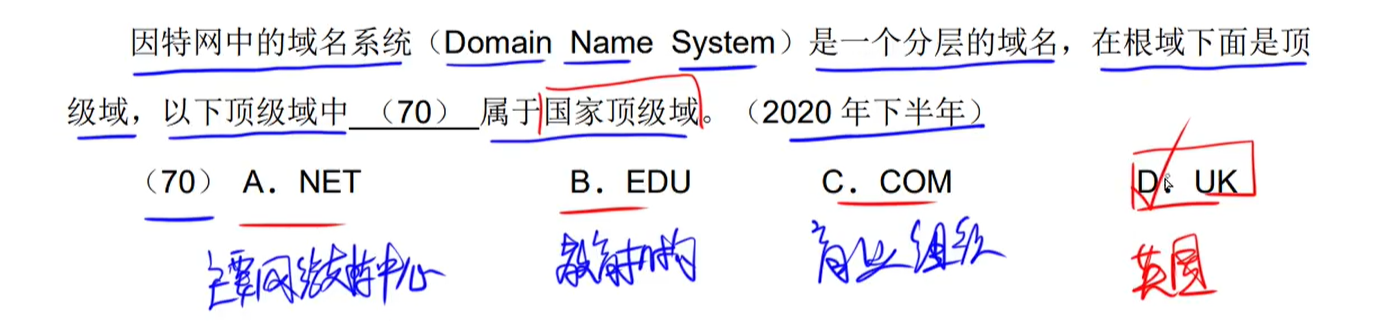 因特网中的域名系统（Domain Name System）是一个分层的域名，在根域下面是顶
级域，以下顶级域中 （70） 属于国家顶级域。（2020 年下半年）
（70） A．NET B．EDU C．COM D．UK
主要网络支持中心 教育机构 商业组织 英国